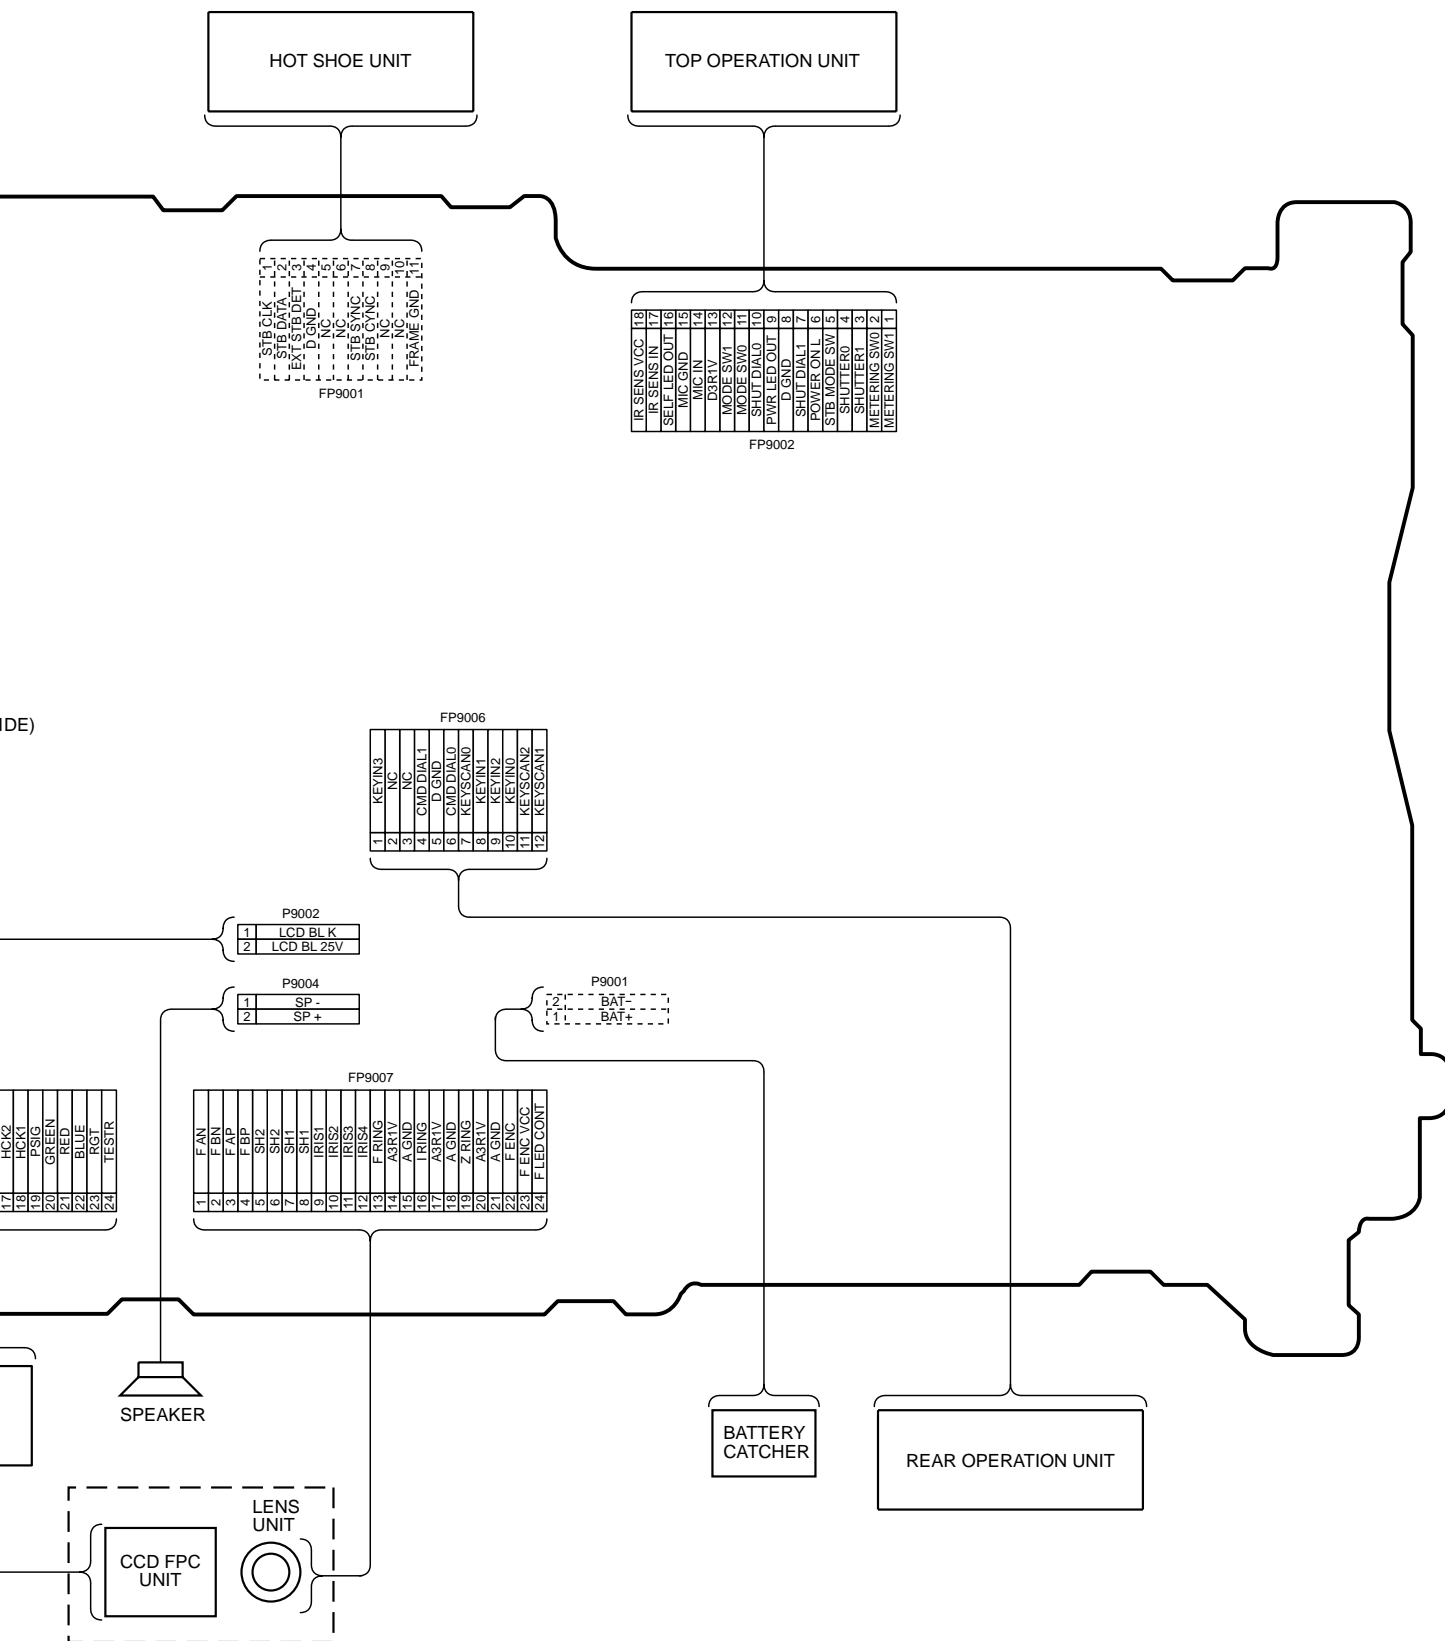 HOT SHOE UNIT
TOP OPERATION UNIT
1 STB CLK
2 STB DATA
3 EXT STB DET
4 D GND
5 NC
6 NC
7 STB SYNC
8 STB CYNC
9 NC
10 NC
11 FRAME GND
FP9001
18 IR SENS VCC
17 IR SENS IN
16 SELF LED OUT
15 MIC GND
14 MIC IN
13 D3R1V
12 MODE SW1
11 MODE SW0
10 SHUT DIAL0
9 PWR LED OUT
8 D GND
7 SHUT DIAL1
6 POWER ON L
5 STB MODE SW
4 SHUTTER0
3 SHUTTER1
2 METERING SW0
1 METERING SW1
FP9002
IDE)
FP9006
1 KEYIN3
2 NC
3 NC
4 CMD DIAL1
5 D GND
6 CMD DIAL0
7 KEYSCAN0
8 KEYIN1
9 KEYIN2
10 KEYIN0
11 KEYSCAN2
12 KEYSCAN1
P9002
1 LCD BL K
2 LCD BL 25V
P9004
1 SP -
2 SP +
P9001
2 BAT−
1 BAT+
17 HCK2
18 HCK1
19 PSIG
20 GREEN
21 RED
22 BLUE
23 RGT
24 TESTR
FP9007
1 F AN
2 F BN
3 F AP
4 F BP
5 SH2
6 SH2
7 SH1
8 SH1
9 IRIS1
10 IRIS2
11 IRIS3
12 IRIS4
13 F RING
14 A3R1V
15 A GND
16 I RING
17 A3R1V
18 A GND
19 Z RING
20 A3R1V
21 A GND
22 F ENC
23 F ENC VCC
24 F LED CONT
SPEAKER
BATTERY
CATCHER
REAR OPERATION UNIT
LENS
UNIT
CCD FPC
UNIT